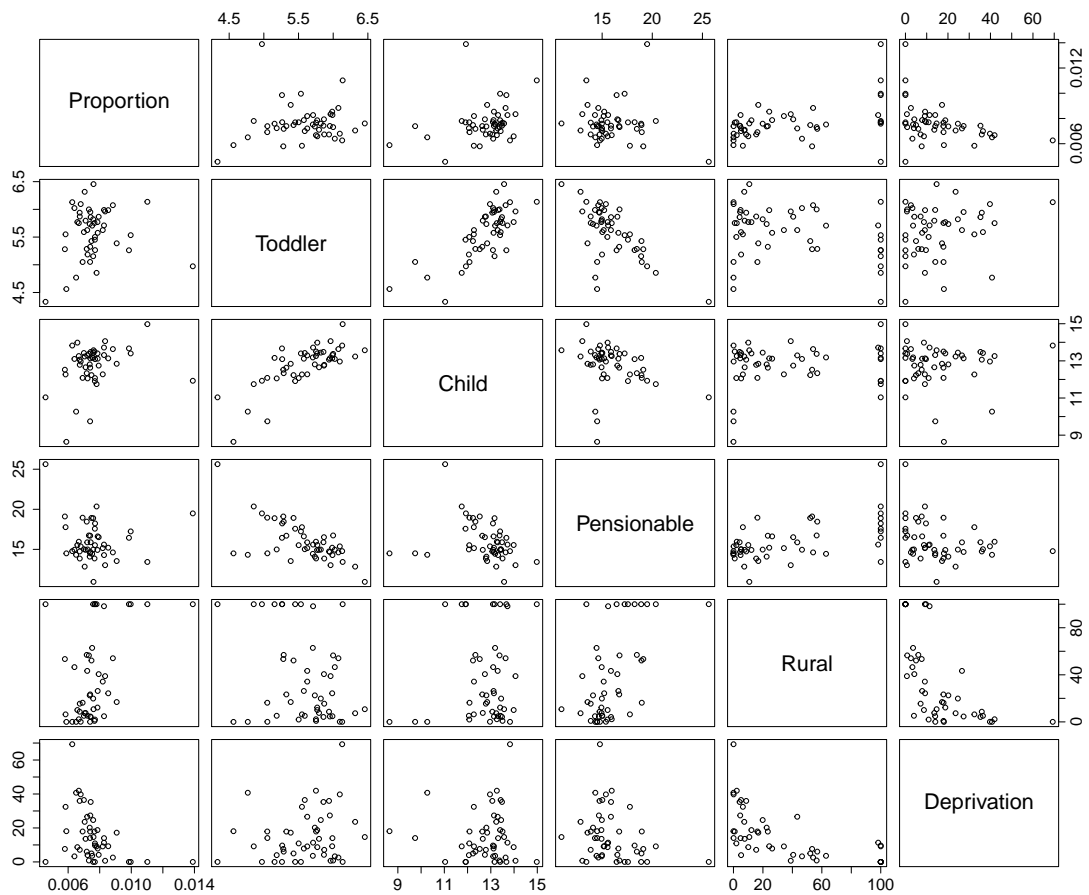 4.5 5.5 6.5
15 20 25
0 20 40 60
Proportion
0.006 0.012
4.5 5.5 6.5
Toddler
Child
9 11 13 15
15 20 25
Pensionable
Rural
0 40 80
0 20 40 60
Deprivation
0.006 0.010 0.014
9 11 13 15
0 20 60 100